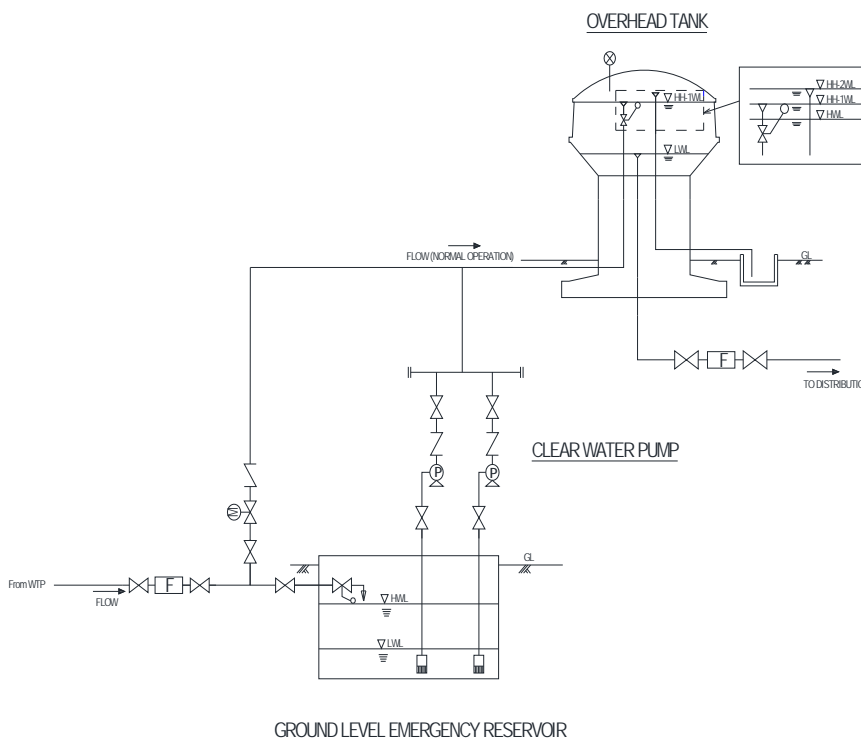 OVERHEAD TANK
HH-1WL
LWL
HH-2WL
HH-1WL
HWL
FLOW (NORMAL OPERATION)
GL
F
TO DISTRIBUTIO
CLEAR WATER PUMP
P
P
M
GL
From WTP
F
FLOW
HWL
LWL
GROUND LEVEL EMERGENCY RESERVOIR